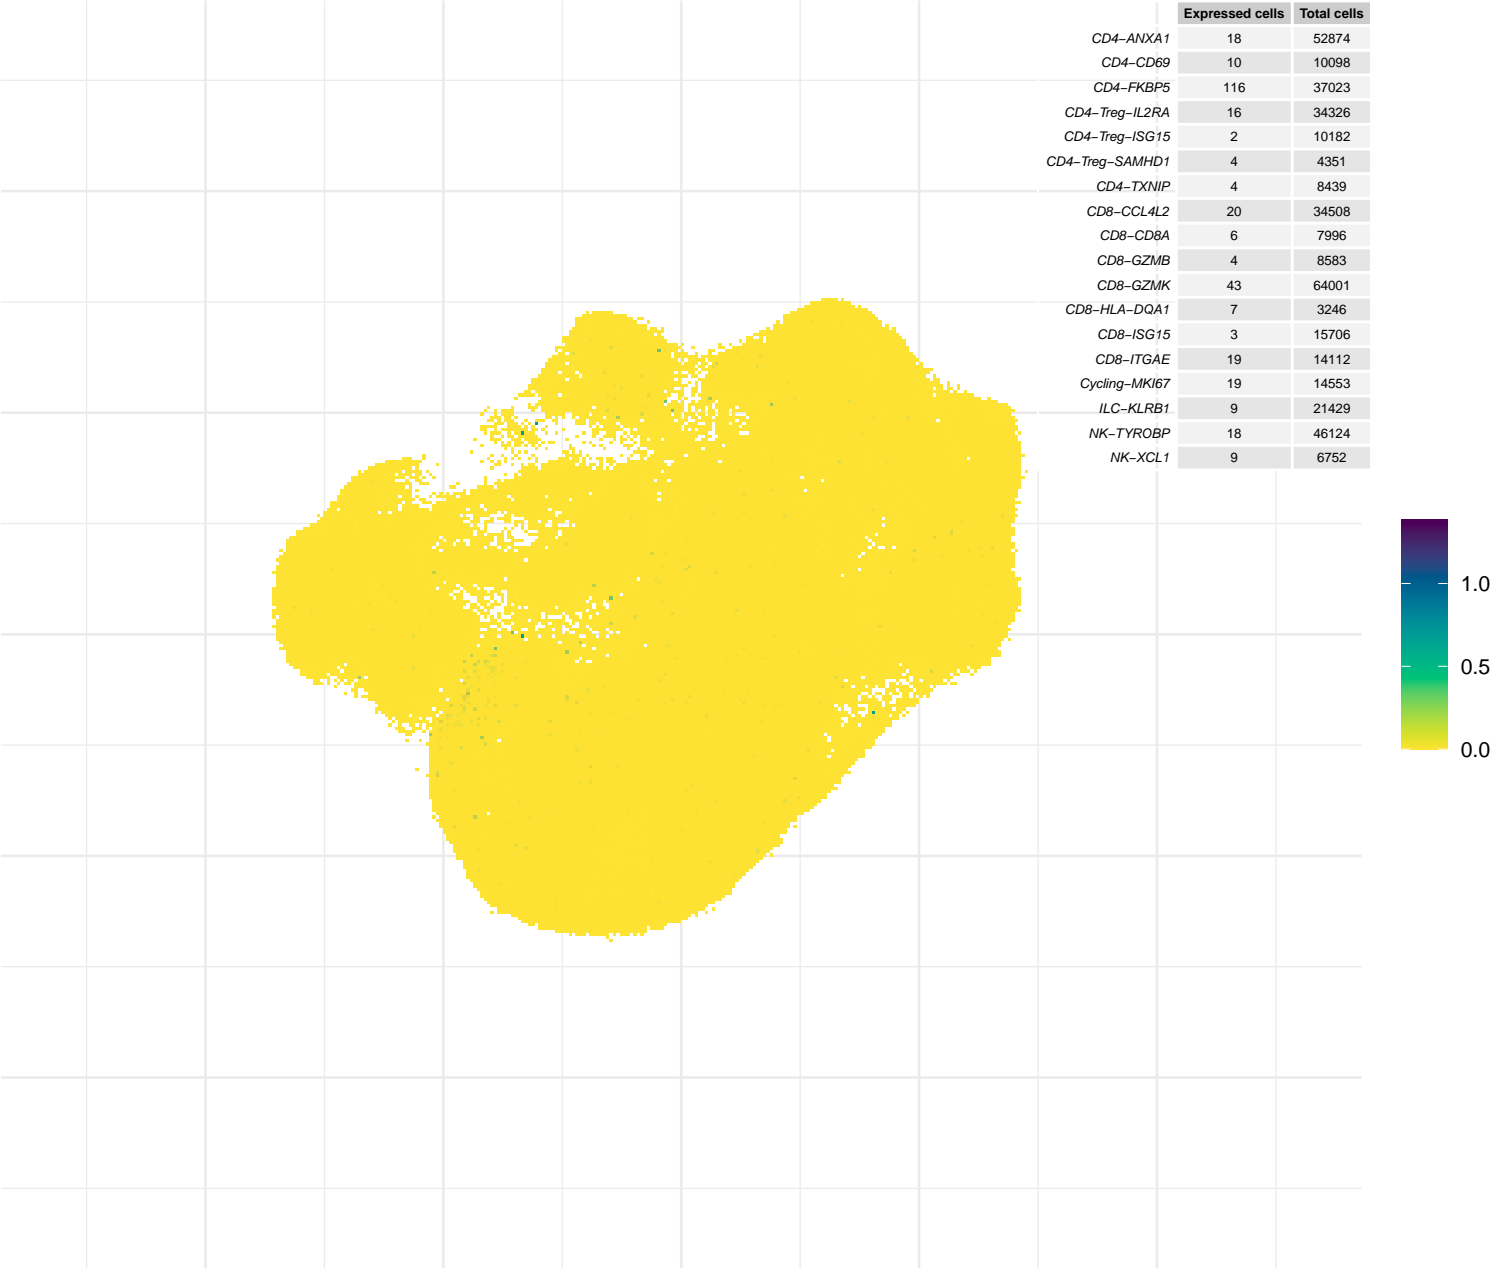 Expressed cells Total cells
CD4−ANXA1 18 52874
CD4−CD69 10 10098
CD4−FKBP5 116 37023
CD4−Treg−IL2RA 16 34326
CD4−Treg−ISG15 2 10182
CD4−Treg−SAMHD1 4 4351
CD4−TXNIP 4 8439
CD8−CCL4L2 20 34508
CD8−CD8A 6 7996
CD8−GZMB 4 8583
CD8−GZMK 43 64001
CD8−HLA−DQA1 7 3246
CD8−ISG15 3 15706
CD8−ITGAE 19 14112
Cycling−MKI67 19 14553
ILC−KLRB1 9 21429
NK−TYROBP 18 46124
NK−XCL1 9 6752
1.0
0.5
0.0